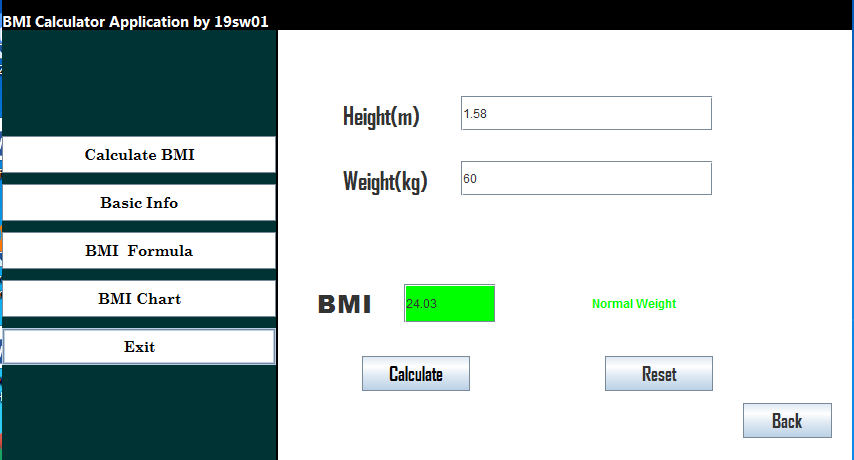 BMI Calculator Application by 19sw01
Calculate BMI
Basic Info
BMI  Formula
BMI Chart
Exit
Height(m) 1.58
Weight(kg) 60
BMI 24.03 Normal Weight
Calculate Reset
Back